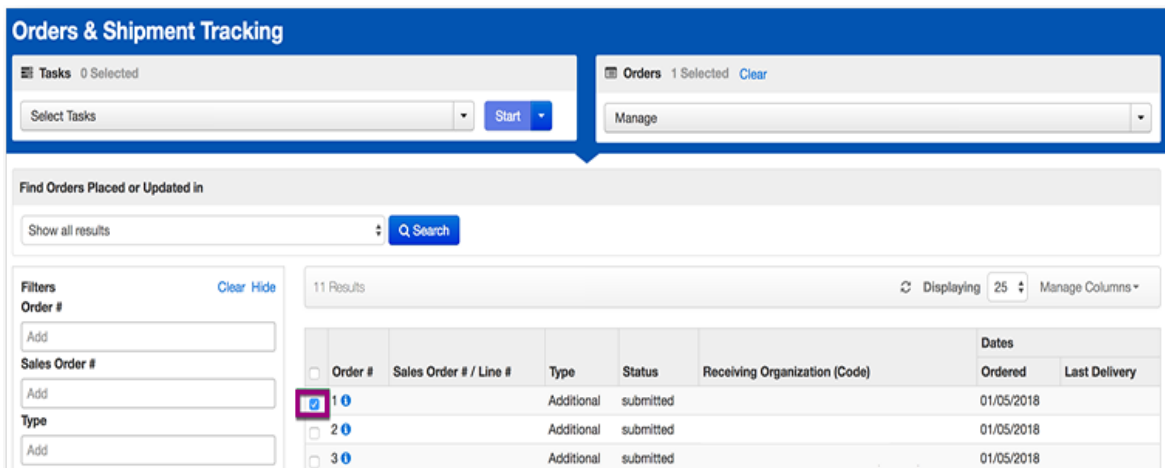 Orders & Shipment Tracking
Tasks 0 Selected
Select Tasks
Start
Orders 1 Selected Clear
Manage
Find Orders Placed or Updated in
Show all results
Search
Filters Clear Hide
Order #
Add
Sales Order #
Add
Type
Add
11 Results Displaying 25 Manage Columns
Dates
Order # Sales Order # / Line # Type Status Receiving Organization (Code) Ordered Last Delivery
1 Additional submitted 01/05/2018
2 Additional submitted 01/05/2018
3 Additional submitted 01/05/2018